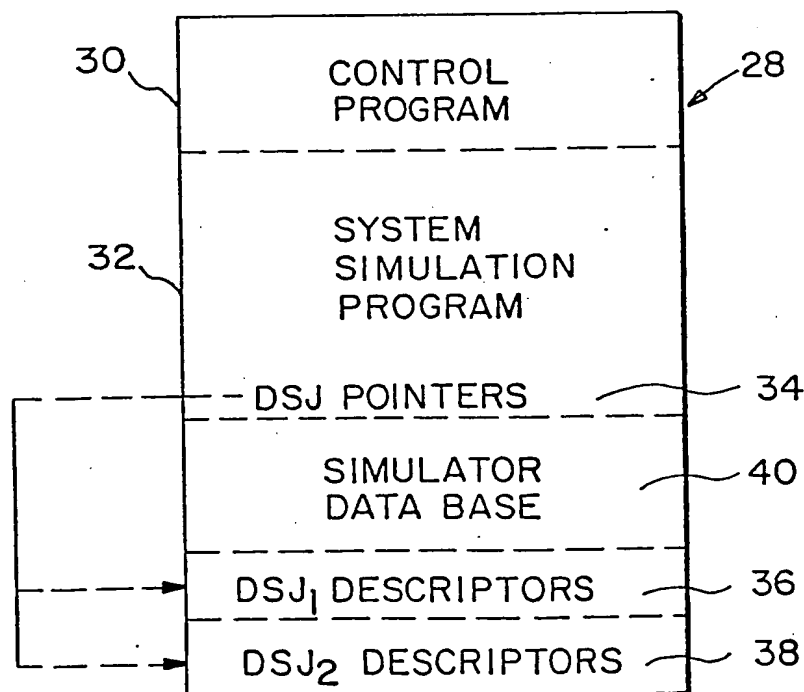 30
CONTROL
PROGRAM
28
32
SYSTEM
SIMULATION
PROGRAM
DSJ POINTERS
34
SIMULATOR
DATA BASE
40
DSJ1 DESCRIPTORS
36
DSJ2 DESCRIPTORS
38